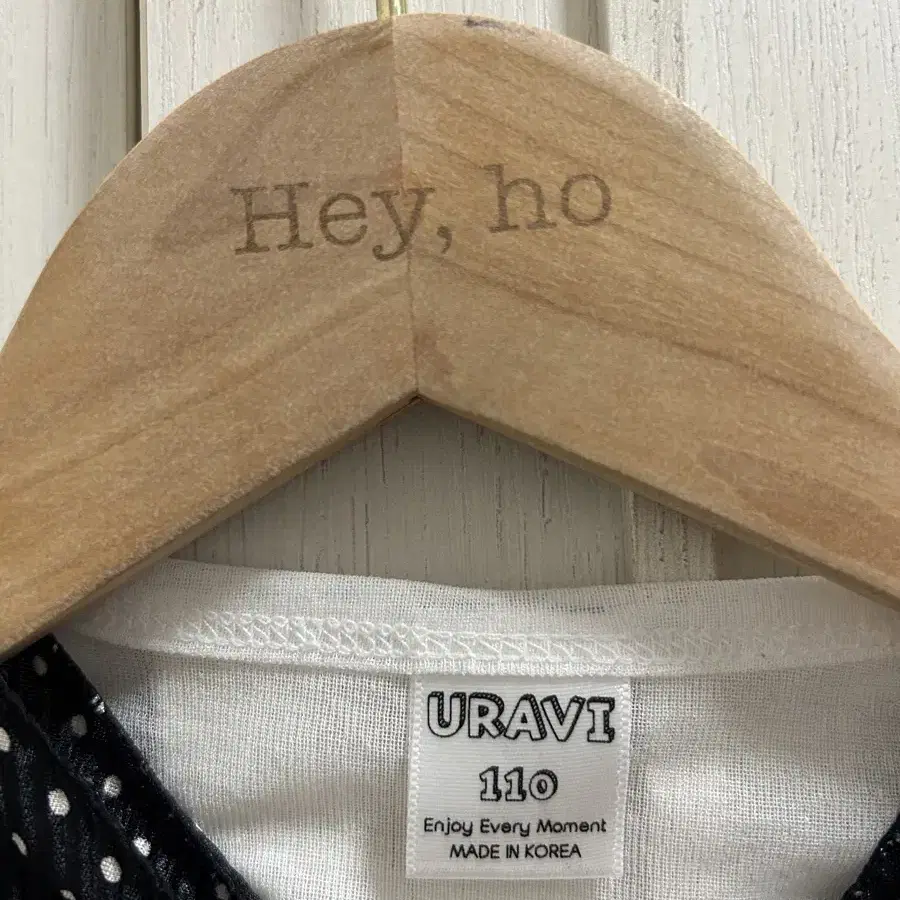 Hey, ho
URAVI
110
Enjoy Every Moment
MADE IN KOREA